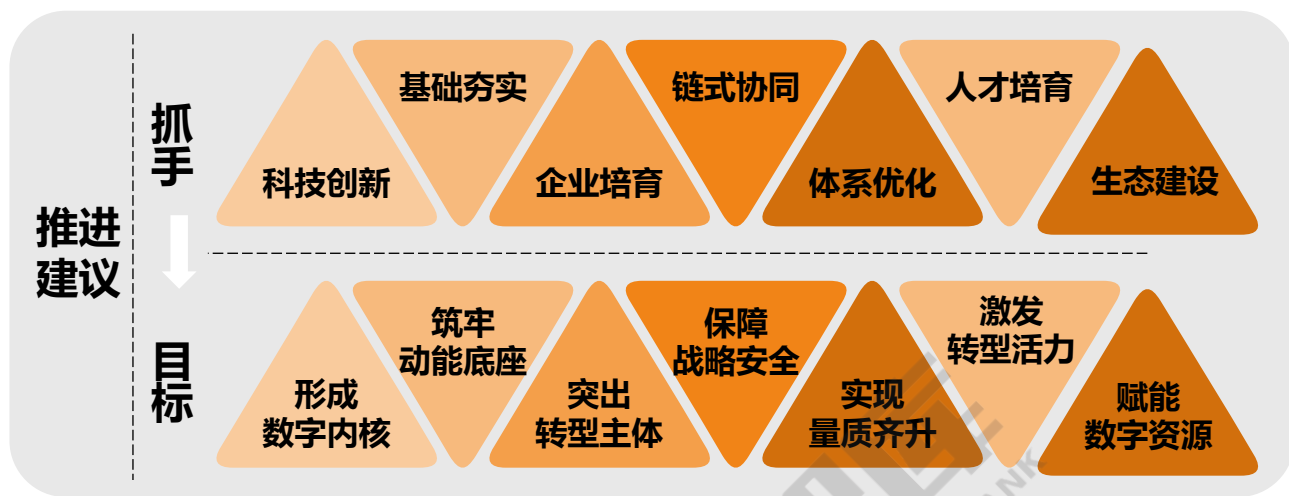 推进
建议
抓手
基础夯实
链式协同
人才培育
科技创新
企业培育
体系优化
生态建设
目标
筑牢
动能底座
保障
战略安全
激发
转型活力
形成
数字内核
突出
转型主体
实现
量质齐升
赋能
数字资源